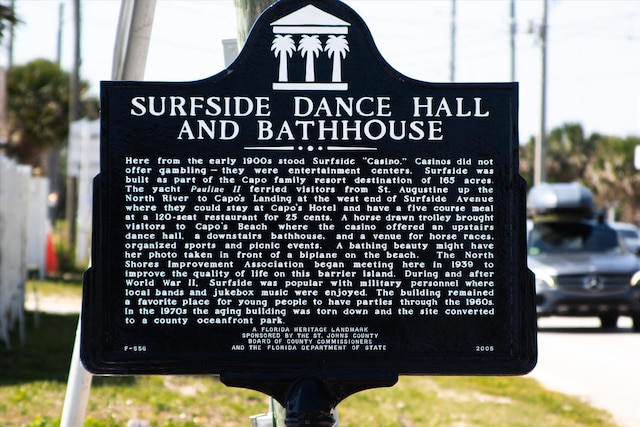 SURFSIDE DANCE HALL
AND BATHHOUSE
Here from the early 1900s stood Surfside "Casino." Casinos did not
offer gambling – they were entertainment centers. Surfside was
built as part of the Capo family resort destination of 165 acres.
The yacht Pauline II ferried visitors from St. Augustine up the
North River to Capo's Landing at the west end of Surfside Avenue
where they could stay at Capo's Hotel and have a five course meal
at a 120-seat restaurant for 25 cents. A horse drawn trolley brought
visitors to Capo's Beach where the casino offered an upstairs
dance hall, a downstairs bathhouse, and a venue for horse races,
organized sports and picnic events. A bathing beauty might have
her photo taken in front of a biplane on the beach. The North
Shores Improvement Association began meeting here in 1939 to
improve the quality of life on this barrier island. During and after
World War II, Surfside was popular with military personnel where
local bands and jukebox music were enjoyed. The building remained
a favorite place for young people to have parties through the 1960s.
In the 1970s the aging building was torn down and the site converted
to a county oceanfront park.
A FLORIDA HERITAGE LANDMARK
SPONSORED BY THE ST. JOHNS COUNTY
BOARD OF COUNTY COMMISSIONERS
F-556 AND THE FLORIDA DEPARTMENT OF STATE 2005